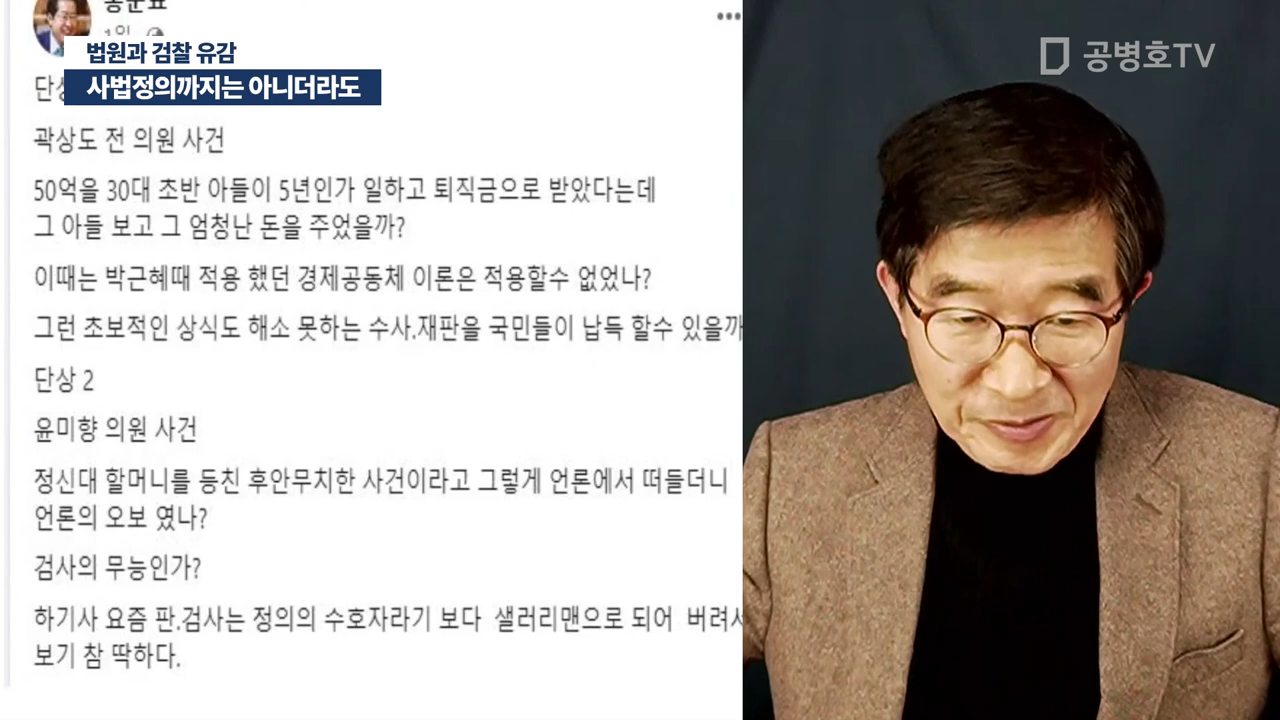 홍준표
1일
법원과 검찰 유감
사법정의까지는 아니더라도
공병호TV
곽상도 전 의원 사건
50억을 30대 초반 아들이 5년인가 일하고 퇴직금으로 받았다는데
그 아들 보고 그 엄청난 돈을 주었을까?
이때는 박근혜때 적용 했던 경제공동체 이론은 적용할수 없었나?
그런 초보적인 상식도 해소 못하는 수사.재판을 국민들이 납득 할수 있을까
단상 2
윤미향 의원 사건
정신대 할머니를 등친 후안무치한 사건이라고 그렇게 언론에서 떠들더니
언론의 오보 였나?
검사의 무능인가?
하기사 요즘 판.검사는 정의의 수호자라기 보다 샐러리맨으로 되어 버려서
보기 참 딱하다.